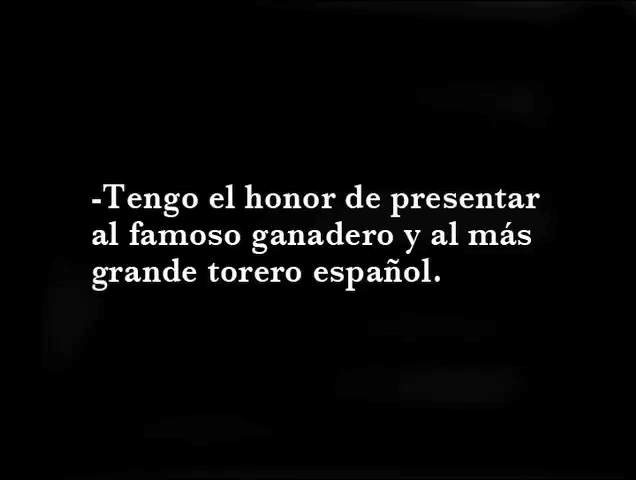 -Tengo el honor de presentar
al famoso ganadero y al más
grande torero español.